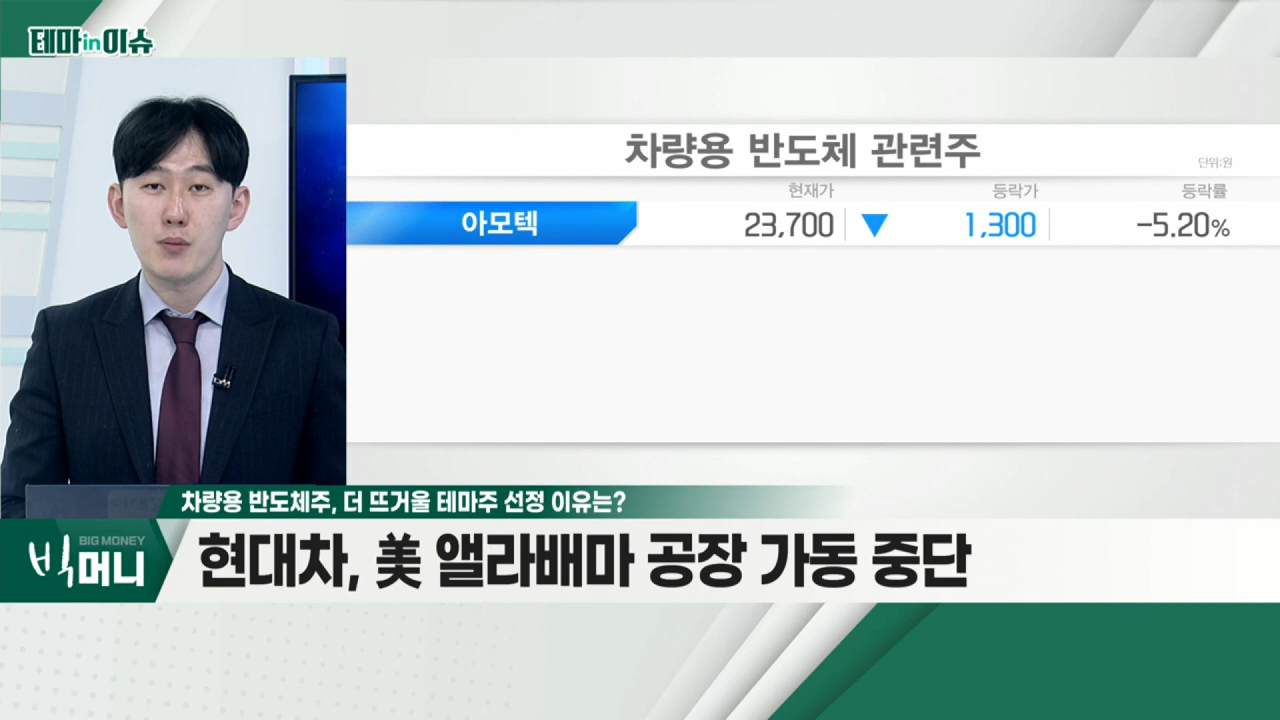 테마in이슈
차량용 반도체 관련주
단위:원
현재가 등락가 등락률
아모텍 23,700 ▼ 1,300 -5.20%
차량용 반도체주, 더 뜨거울 테마주 선정 이유는?
BIG MONEY
빅머니
현대차, 美 앨라배마 공장 가동 중단